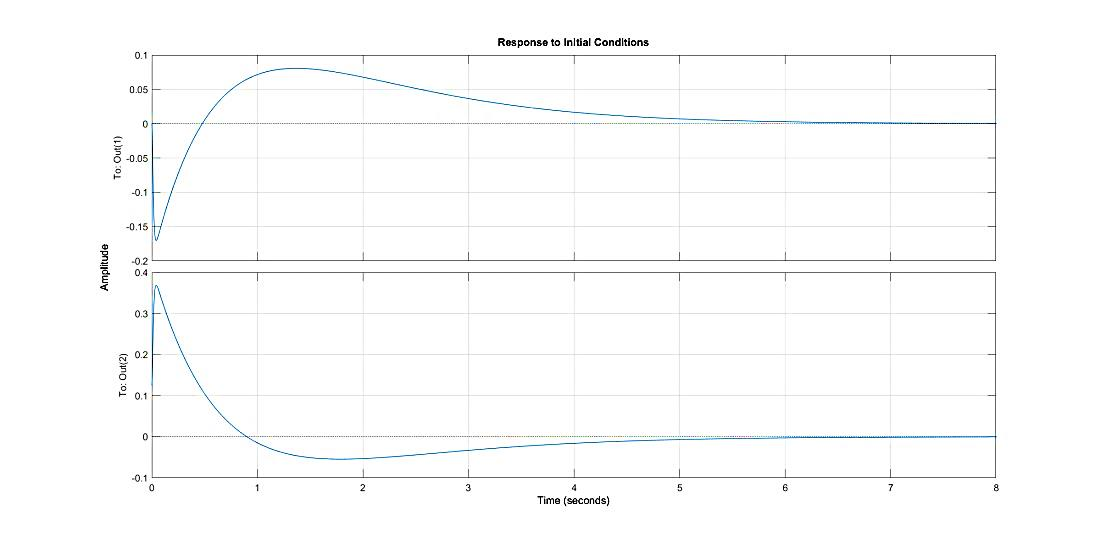 Response to Initial Conditions
0.1
0.05
0
-0.05
-0.1
-0.15
-0.2
To: Out(1)
Amplitude
0.4
0.3
0.2
0.1
0
-0.1
To: Out(2)
0 1 2 3 4 5 6 7 8
Time (seconds)